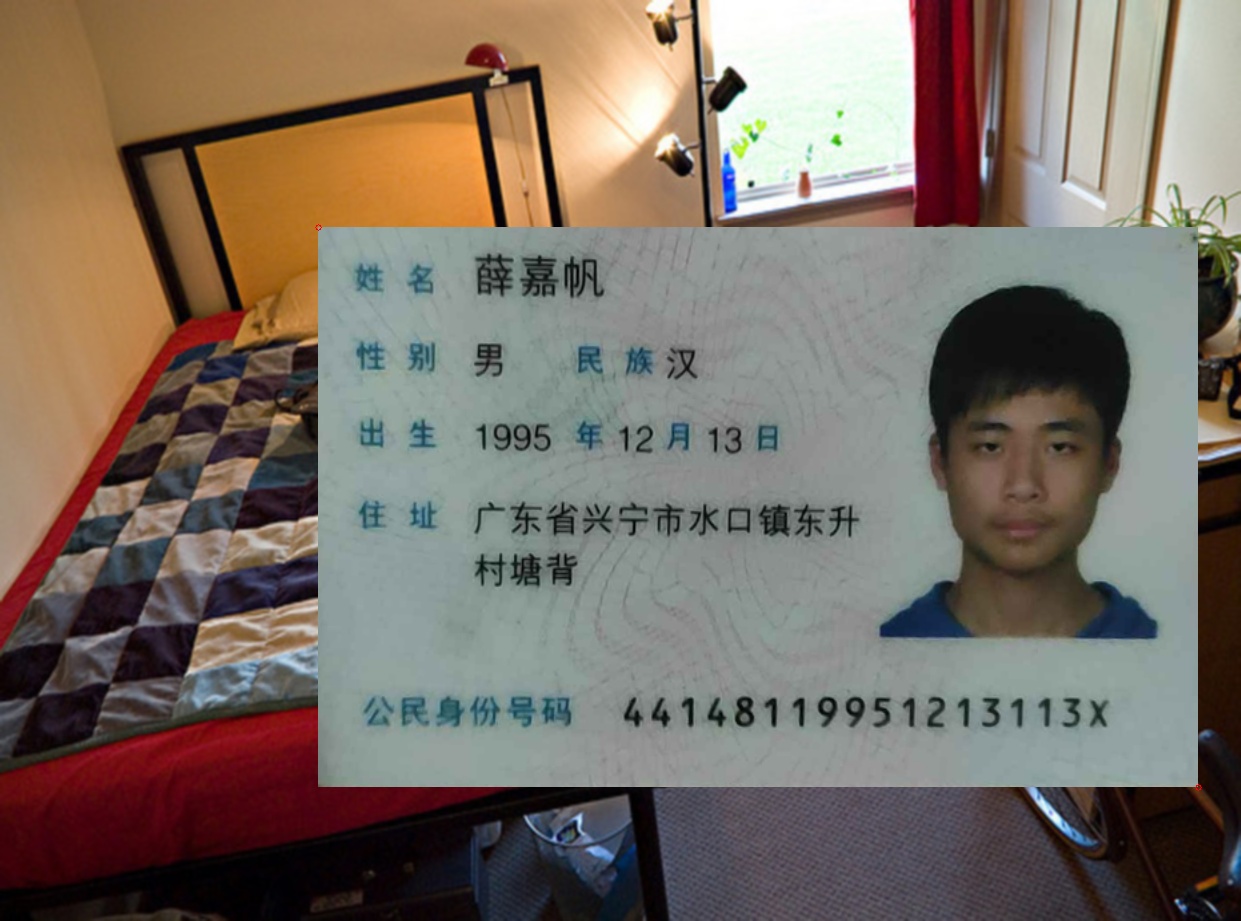 姓名 薛嘉帆
性别 男 民族 汉
出生 1995 年 12 月 13 日
住址 广东省兴宁市水口镇东升
村塘背
公民身份号码 44148119951213113X